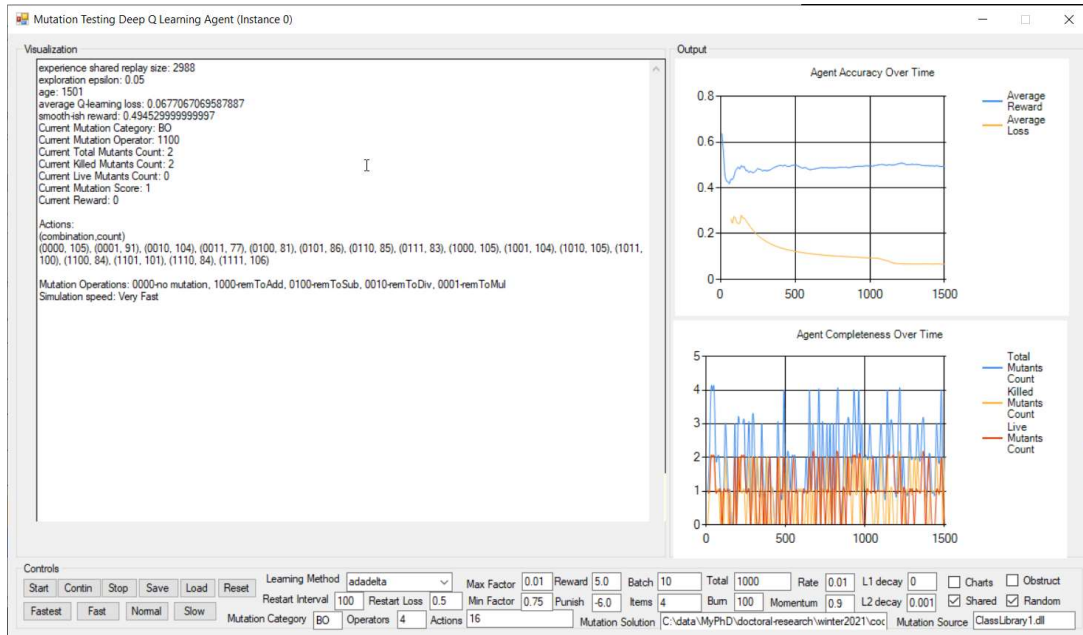 Mutation Testing Deep Q Learning Agent (Instance 0)
Visualization
experience shared replay size: 2988
exploration epsilon: 0.05
age: 1501
average Q-learning loss: 0.0677067069587887
smooth-ish reward: 0.494529999999997
Current Mutation Category: BO
Current Mutation Operator: 1100
Current Total Mutants Count: 2
Current Killed Mutants Count: 2
Current Live Mutants Count: 0
Current Mutation Score: 1
Current Reward: 0
Actions:
(combination,count)
(0000, 105), (0001, 91), (0010, 104), (0011, 77), (0100, 81), (0101, 86), (0110, 85), (0111, 83), (1000, 105), (1001, 104), (1010, 105), (1011,
100), (1100, 84), (1101, 101), (1110, 84), (1111, 106)
Mutation Operations: 0000-no mutation, 1000-remToAdd, 0100-remToSub, 0010-remToDiv, 0001-remToMul
Simulation speed: Very Fast
Output
Agent Accuracy Over Time
0.8
0.6
0.4
0.2
0
0 500 1000 1500
Average
Reward
Average
Loss
Agent Completeness Over Time
5
4
3
2
1
0
0 500 1000 1500
Total
Mutants
Count
Killed
Mutants
Count
Live
Mutants
Count
Controls
Start Contin Stop Save Load Reset Learning Method adadelta Max Factor 0.01 Reward 5.0 Batch 10 Total 1000 Rate 0.01 L1 decay 0 Charts Obstruct
Fastest Fast Normal Slow Restart Interval 100 Restart Loss 0.5 Min Factor 0.75 Punish -6.0 Items 4 Burn 100 Momentum 0.9 L2 decay 0.001 Shared Random
Mutation Category BO Operators 4 Actions 16 Mutation Solution C:\data\MyPhD\doctoral-research\winter2021\coc Mutation Source ClassLibrary1.dll